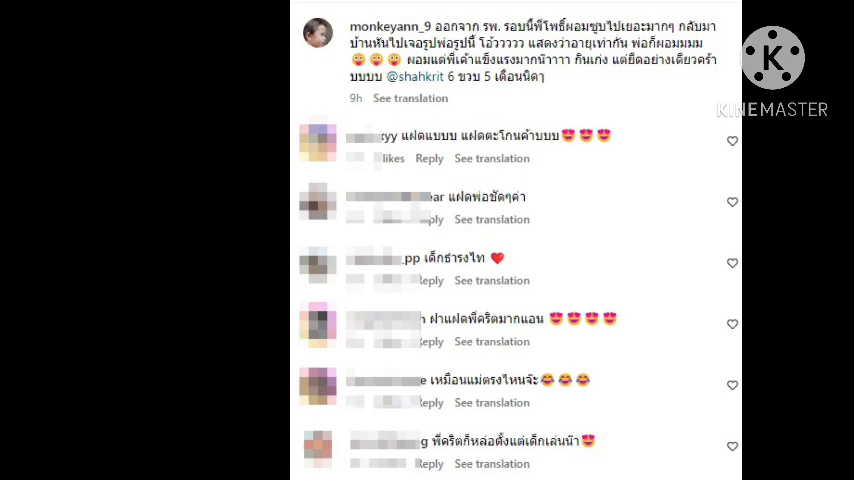 monkeyann_9 ออกจาก รพ. รอบนี้พี่โพธิ์ผอมซูบไปเยอะมากๆ กลับมา
บ้านหันไปเจอรูปพ่อรูปนี้ โอ้ววววว แสดงว่าอายุเท่ากัน พ่อก็ผอมมมม
😜 😜 😜 ผอมแต่พี่เค้าแข็งแรงมากน้าาาา กินเก่ง แต่ยืดอย่างเดียวคร้า
บบบบ @shahkrit 6 ขวบ 5 เดือนนิดๆ
9h See translation
xyy แฝดแบบบ แฝดตะโกนค้าบบบ😍 😍 😍
likes Reply See translation
ear แฝดพ่อชัดๆค่า
ply See translation
_pp เด็กธำรงไท ❤️
Reply See translation
ฝาแฝดพี่คริตมากแอน 😍 😍 😍 😍
Reply See translation
e เหมือนแม่ตรงไหนจ๊ะ😂 😂 😂
Reply See translation
g พี่คริตก็หล่อตั้งแต่เด็กเล่นน๊า😍
Reply See translation
K
KINEMASTER